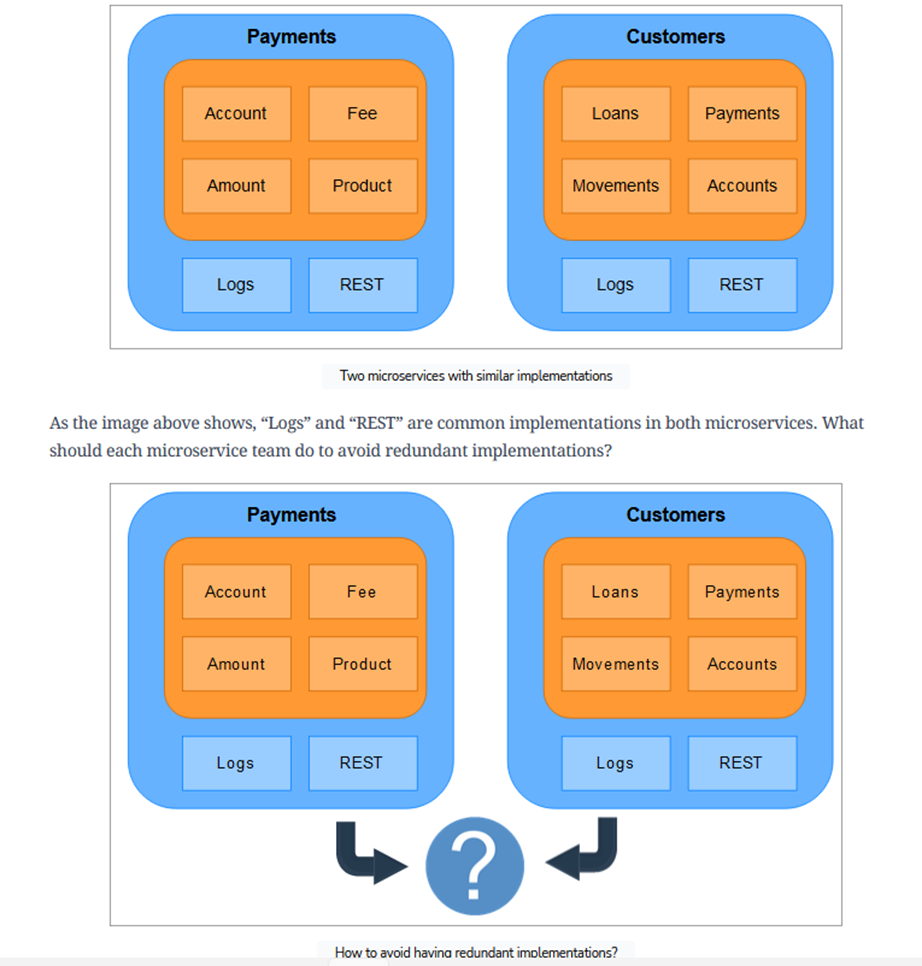 Payments Customers
Account Fee Loans Payments
Amount Product Movements Accounts
Logs REST Logs REST
Two microservices with similar implementations
As the image above shows, “Logs” and “REST” are common implementations in both microservices. What
should each microservice team do to avoid redundant implementations?
Payments Customers
Account Fee Loans Payments
Amount Product Movements Accounts
Logs REST Logs REST
?
How to avoid having redundant implementations?